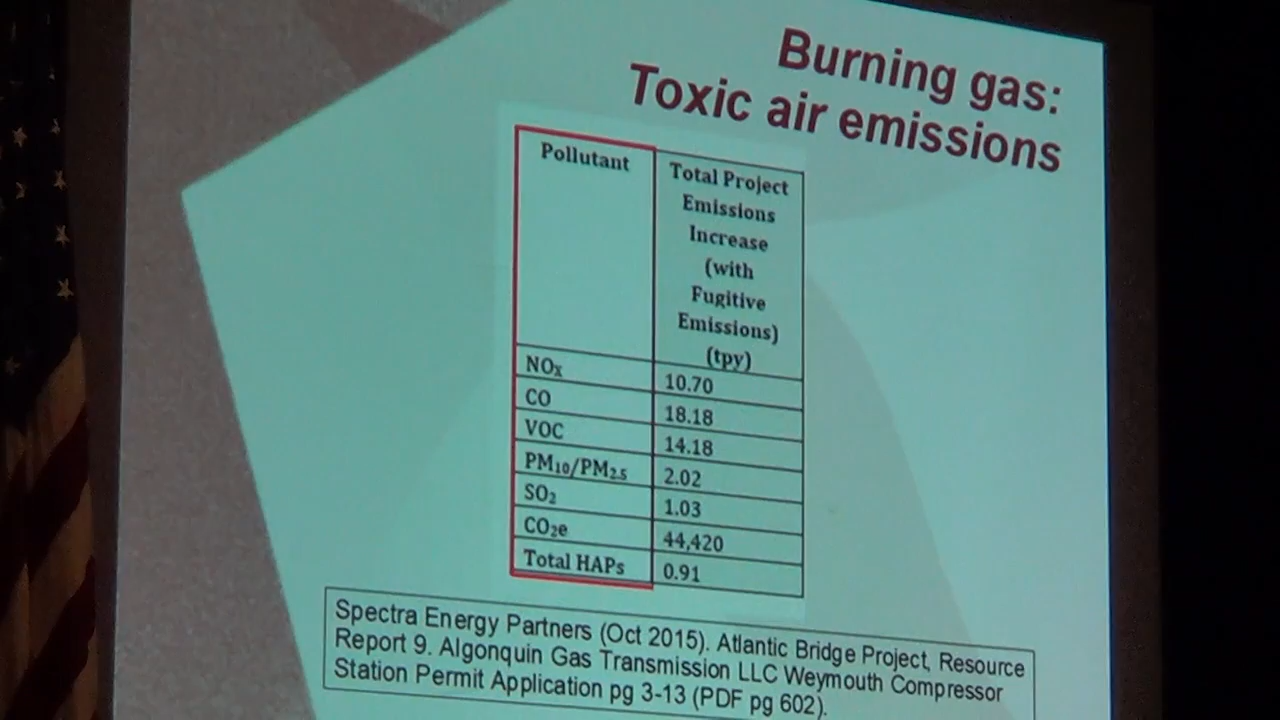 Burning gas:
Toxic air emissions
Pollutant
Total Project
Emissions
Increase
(with
Fugitive
Emissions)
(tpy)
NOx 10.70
CO 18.18
VOC 14.18
PM10/PM2.5 2.02
SO2 1.03
CO2e 44,420
Total HAPs 0.91
Spectra Energy Partners (Oct 2015). Atlantic Bridge Project, Resource
Report 9. Algonquin Gas Transmission LLC Weymouth Compressor
Station Permit Application pg 3-13 (PDF pg 602).